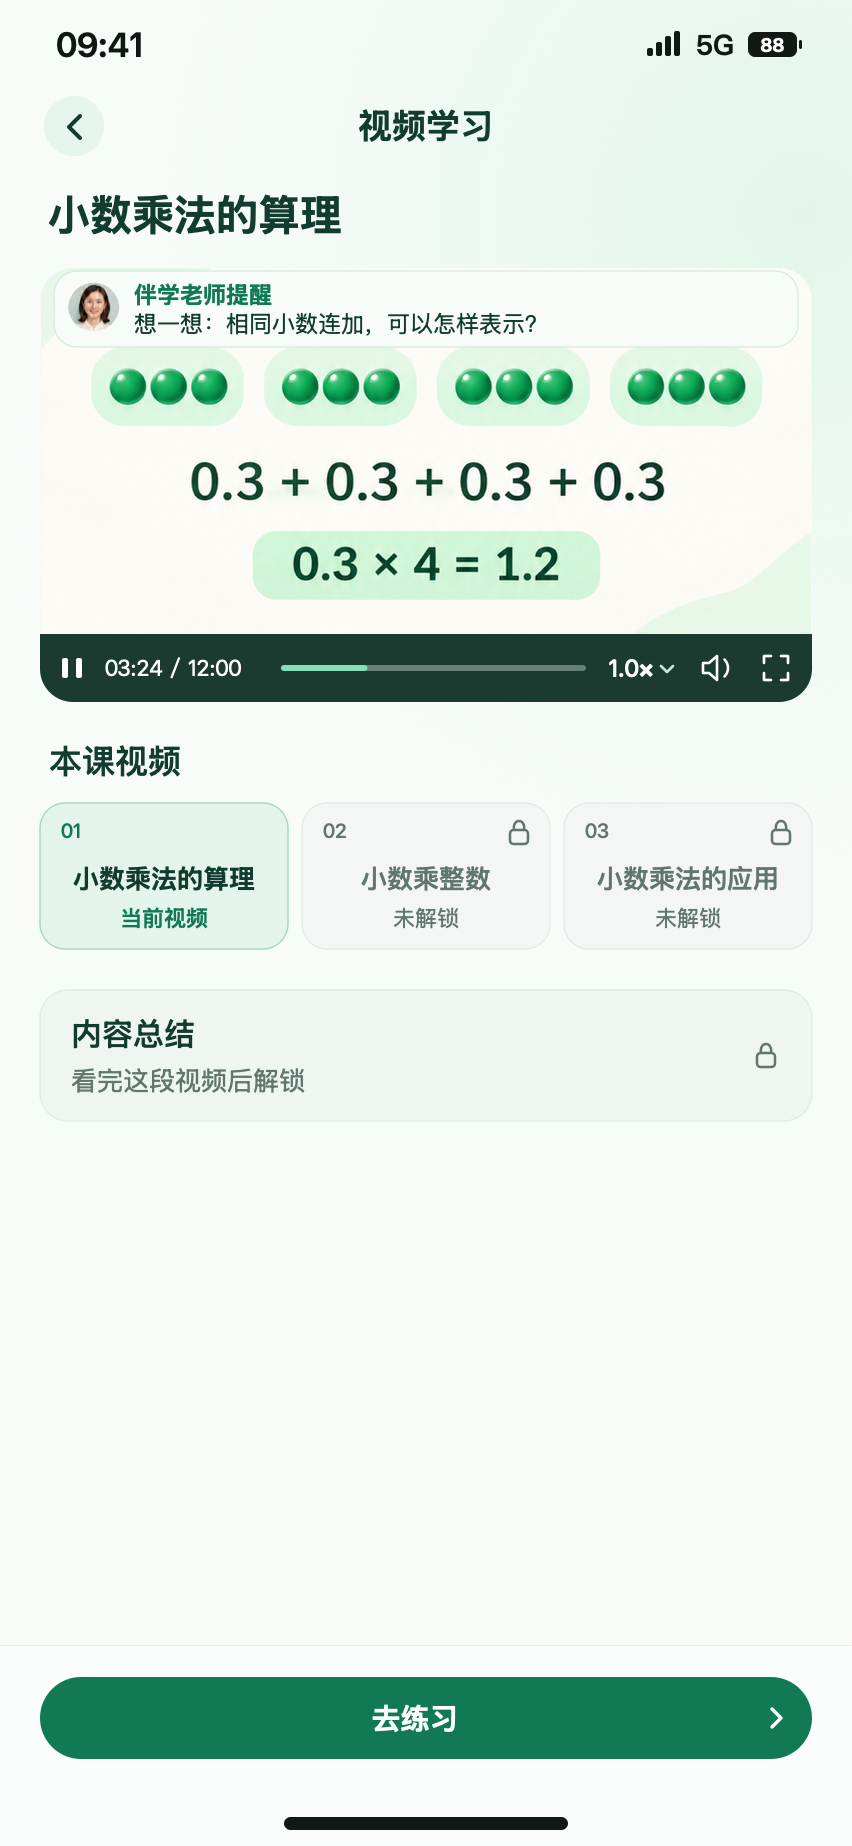 09:41
5G
88
视频学习
小数乘法的算理
伴学老师提醒
想一想：相同小数连加，可以怎样表示？
0.3 + 0.3 + 0.3 + 0.3
0.3 × 4 = 1.2
03:24 / 12:00
1.0×
本课视频
01
小数乘法的算理
当前视频
02
小数乘整数
未解锁
03
小数乘法的应用
未解锁
内容总结
看完这段视频后解锁
去练习